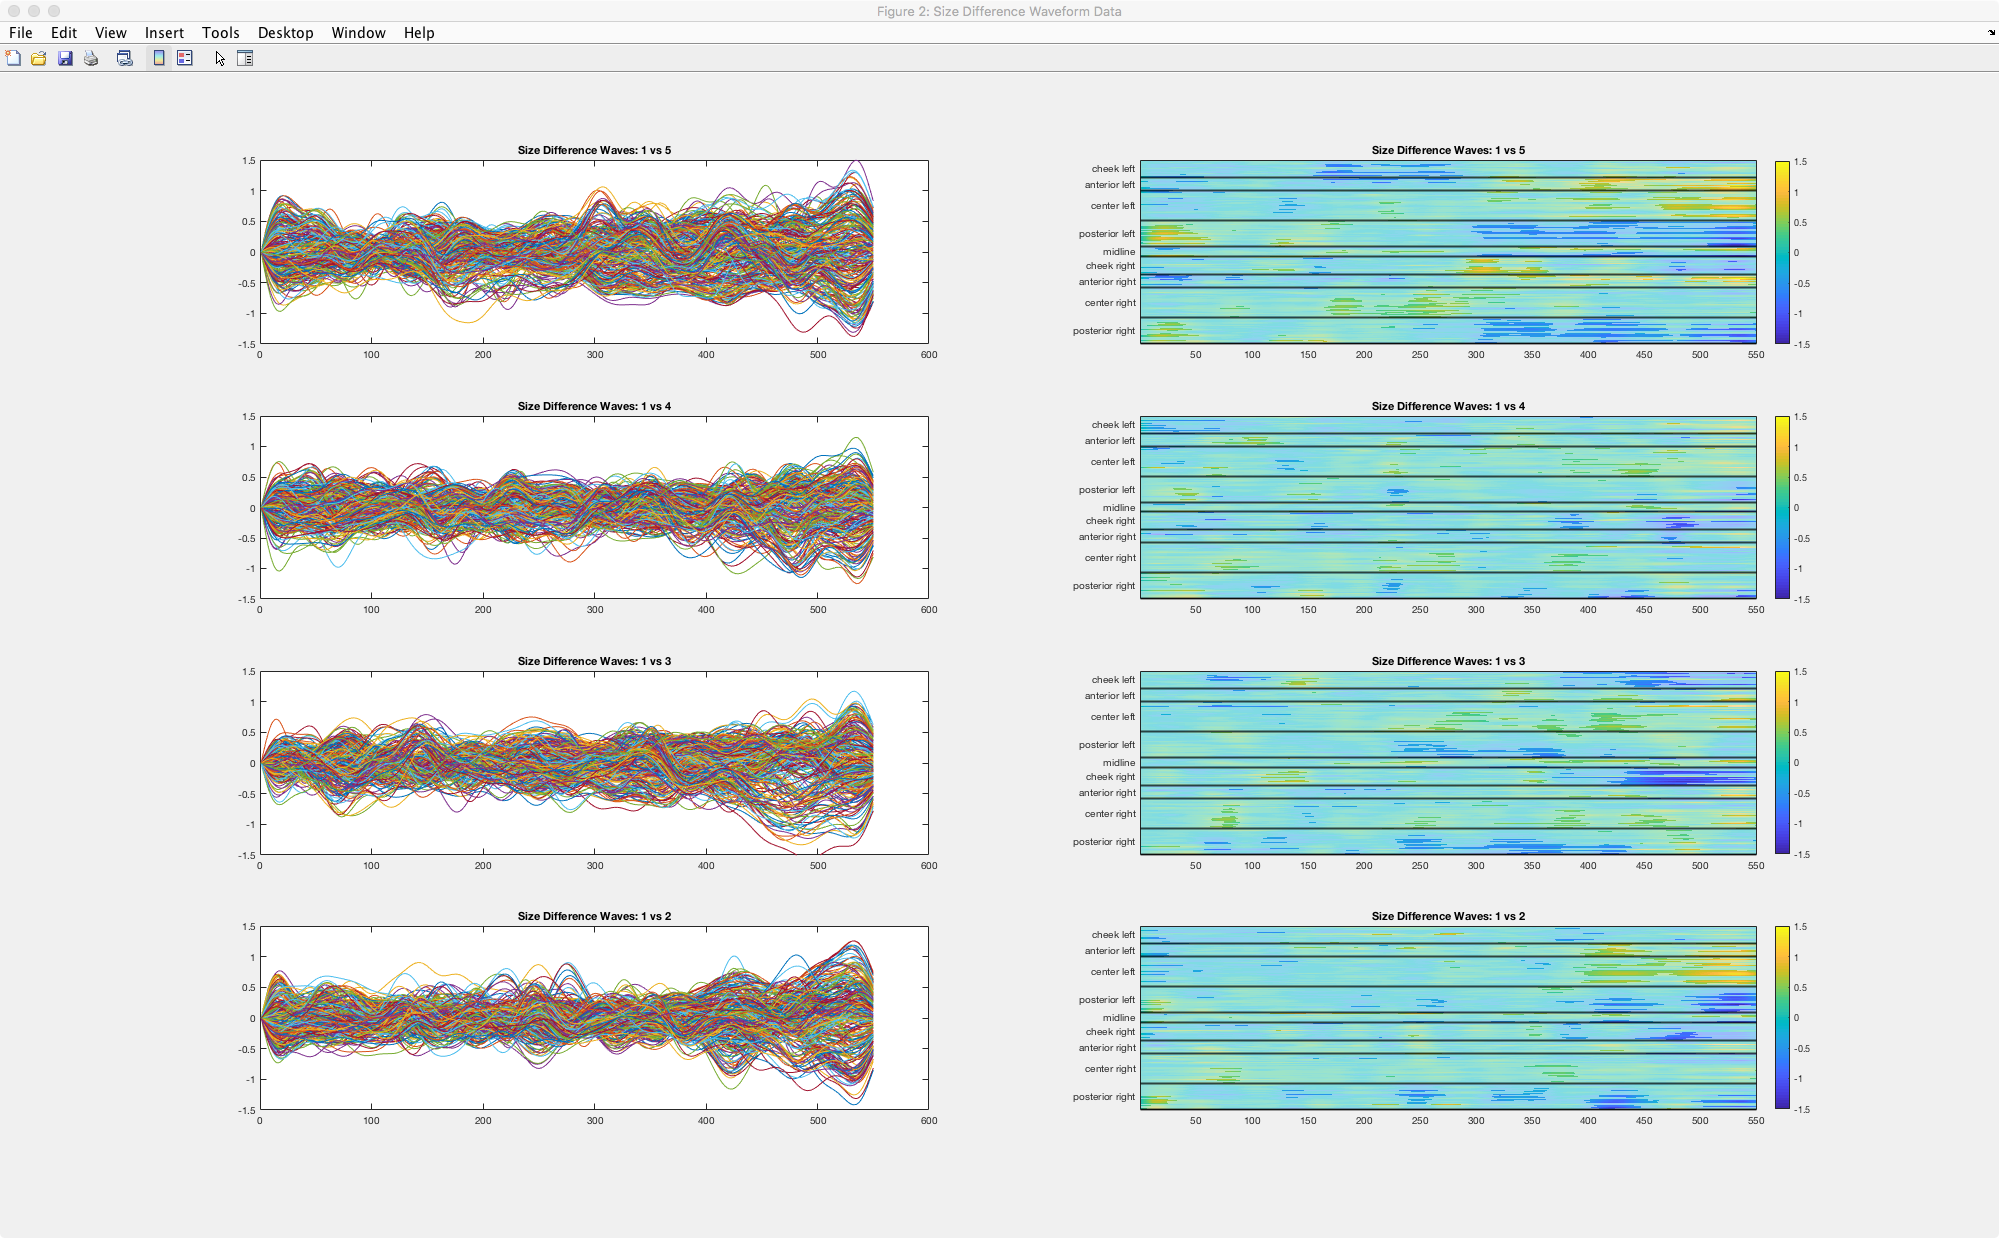 Figure 2: Size Difference Waveform Data
File Edit View Insert Tools Desktop Window Help
Size Difference Waves: 1 vs 5
1.5
1
0.5
0
-0.5
-1
-1.5
0 100 200 300 400 500 600
Size Difference Waves: 1 vs 5
cheek left
anterior left
center left
posterior left
midline
cheek right
anterior right
center right
posterior right
50 100 150 200 250 300 350 400 450 500 550
1.5
1
0.5
0
-0.5
-1
-1.5
Size Difference Waves: 1 vs 4
1.5
1
0.5
0
-0.5
-1
-1.5
0 100 200 300 400 500 600
Size Difference Waves: 1 vs 4
cheek left
anterior left
center left
posterior left
midline
cheek right
anterior right
center right
posterior right
50 100 150 200 250 300 350 400 450 500 550
1.5
1
0.5
0
-0.5
-1
-1.5
Size Difference Waves: 1 vs 3
1.5
1
0.5
0
-0.5
-1
-1.5
0 100 200 300 400 500 600
Size Difference Waves: 1 vs 3
cheek left
anterior left
center left
posterior left
midline
cheek right
anterior right
center right
posterior right
50 100 150 200 250 300 350 400 450 500 550
1.5
1
0.5
0
-0.5
-1
-1.5
Size Difference Waves: 1 vs 2
1.5
1
0.5
0
-0.5
-1
-1.5
0 100 200 300 400 500 600
Size Difference Waves: 1 vs 2
cheek left
anterior left
center left
posterior left
midline
cheek right
anterior right
center right
posterior right
50 100 150 200 250 300 350 400 450 500 550
1.5
1
0.5
0
-0.5
-1
-1.5